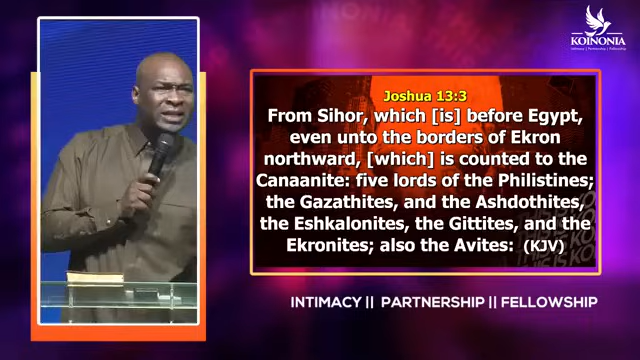 KOINONIA
Intimacy | Partnership | Fellowship
Joshua 13:3
From Sihor, which [is] before Egypt,
even unto the borders of Ekron
northward, [which] is counted to the
Canaanite: five lords of the Philistines;
the Gazathites, and the Ashdothites,
the Eshkalonites, the Gittites, and the
Ekronites; also the Avites: (KJV)
INTIMACY || PARTNERSHIP || FELLOWSHIP